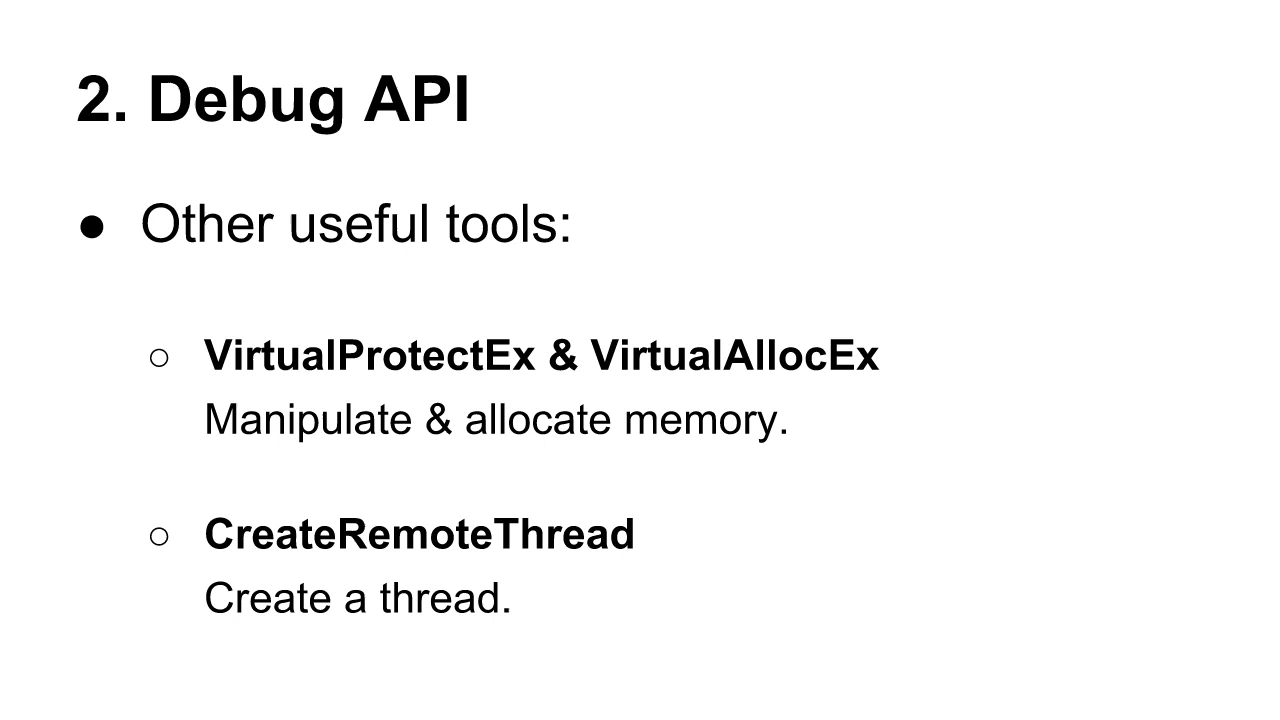 2. Debug API
● Other useful tools:
○ VirtualProtectEx & VirtualAllocEx
Manipulate & allocate memory.
○ CreateRemoteThread
Create a thread.